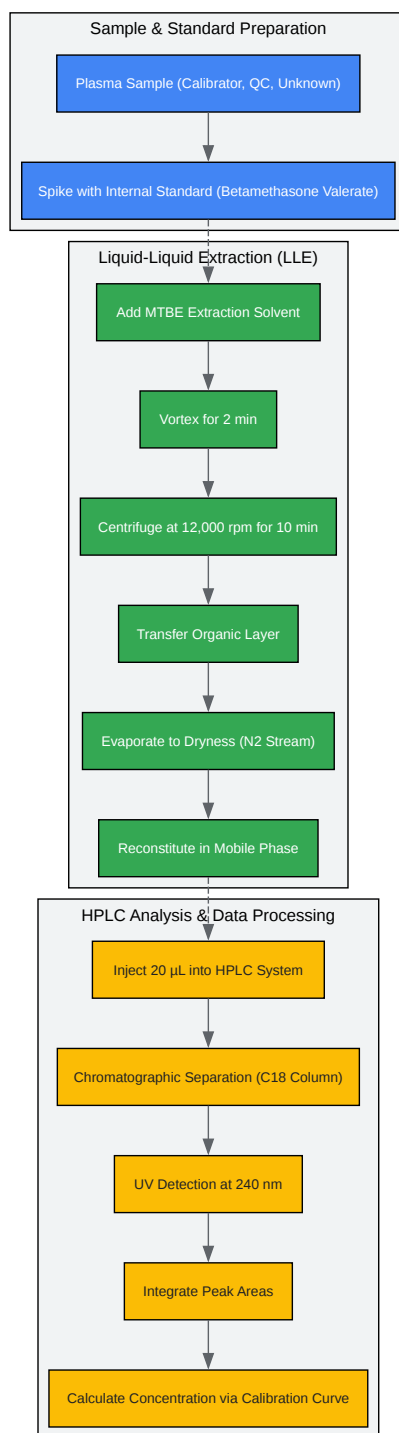 Sample & Standard Preparation
Plasma Sample (Calibrator, QC, Unknown)
Spike with Internal Standard (Betamethasone Valerate)
Liquid-Liquid Extraction (LLE)
Add MTBE Extraction Solvent
Vortex for 2 min
Centrifuge at 12,000 rpm for 10 min
Transfer Organic Layer
Evaporate to Dryness (N2 Stream)
Reconstitute in Mobile Phase
HPLC Analysis & Data Processing
Inject 20 µL into HPLC System
Chromatographic Separation (C18 Column)
UV Detection at 240 nm
Integrate Peak Areas
Calculate Concentration via Calibration Curve